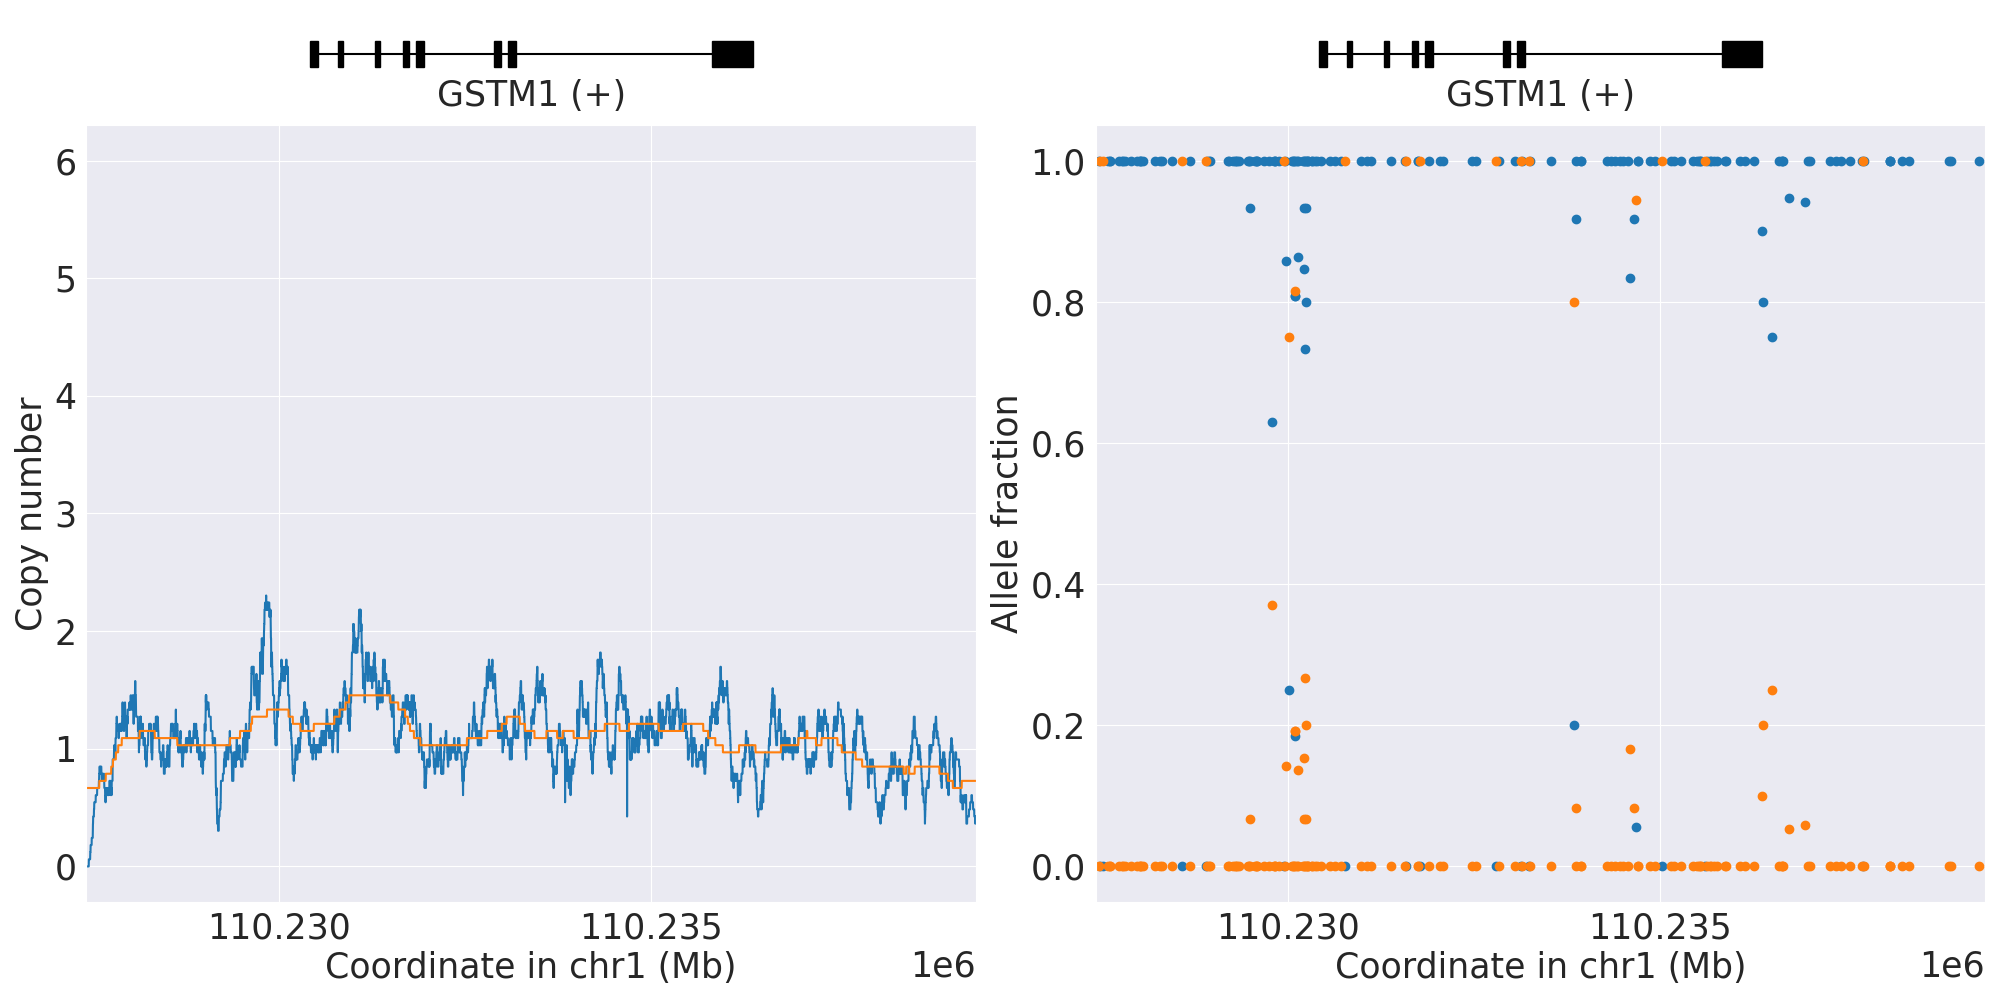 GSTM1 (+)
6
5
4
3
2
1
0
Copy number
110.230
110.235
Coordinate in chr1 (Mb)
1e6
GSTM1 (+)
1.0
0.8
0.6
0.4
0.2
0.0
Allele fraction
110.230
110.235
Coordinate in chr1 (Mb)
1e6